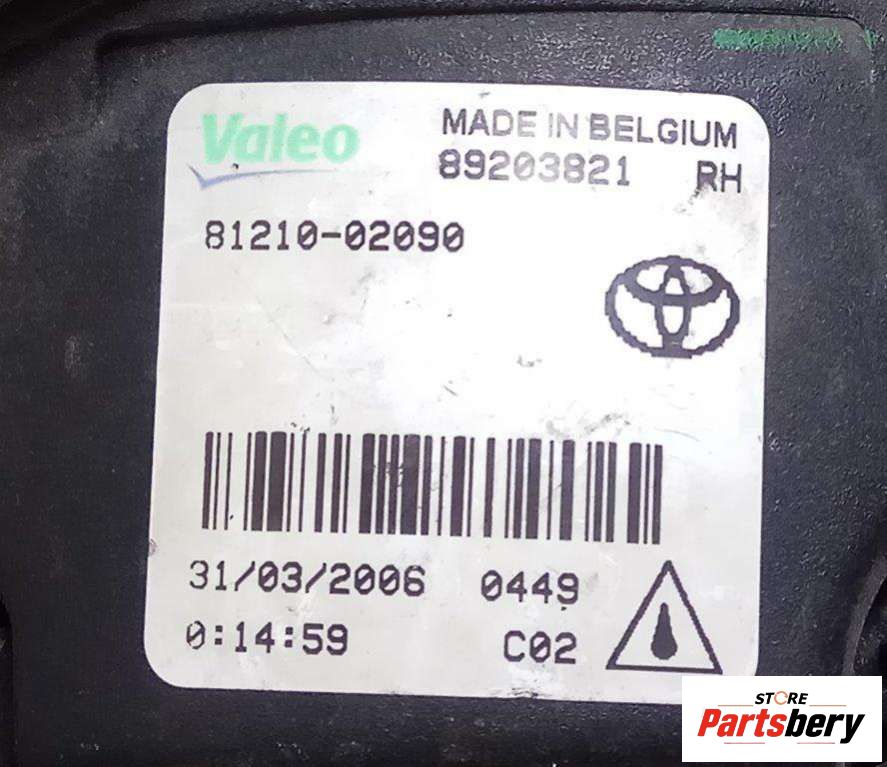 Valeo
MADE IN BELGIUM
89203821 RH
81210-02090
31/03/2006 0449
0:14:59 C02
STORE
Partsbery